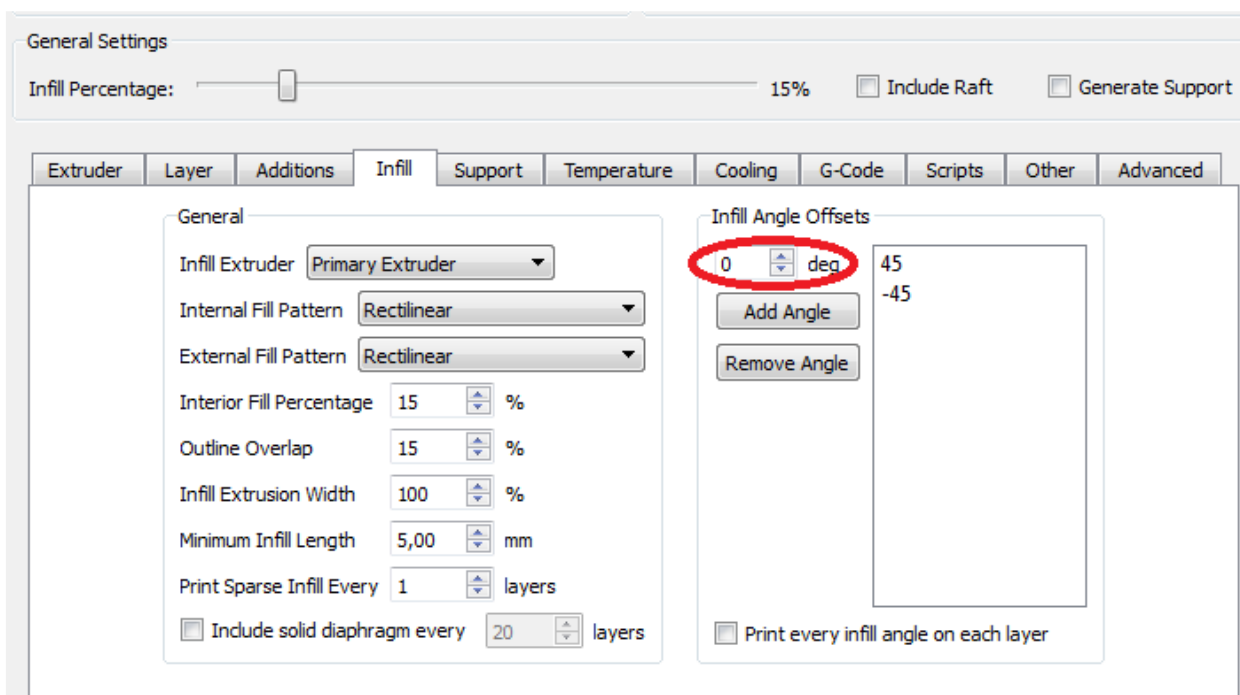 General Settings
Infill Percentage: 15% Include Raft Generate Support
Extruder Layer Additions Infill Support Temperature Cooling G-Code Scripts Other Advanced
General
Infill Extruder Primary Extruder
Internal Fill Pattern Rectilinear
External Fill Pattern Rectilinear
Interior Fill Percentage 15 %
Outline Overlap 15 %
Infill Extrusion Width 100 %
Minimum Infill Length 5,00 mm
Print Sparse Infill Every 1 layers
Include solid diaphragm every 20 layers
Infill Angle Offsets
0 deg 45
-45
Add Angle
Remove Angle
Print every infill angle on each layer